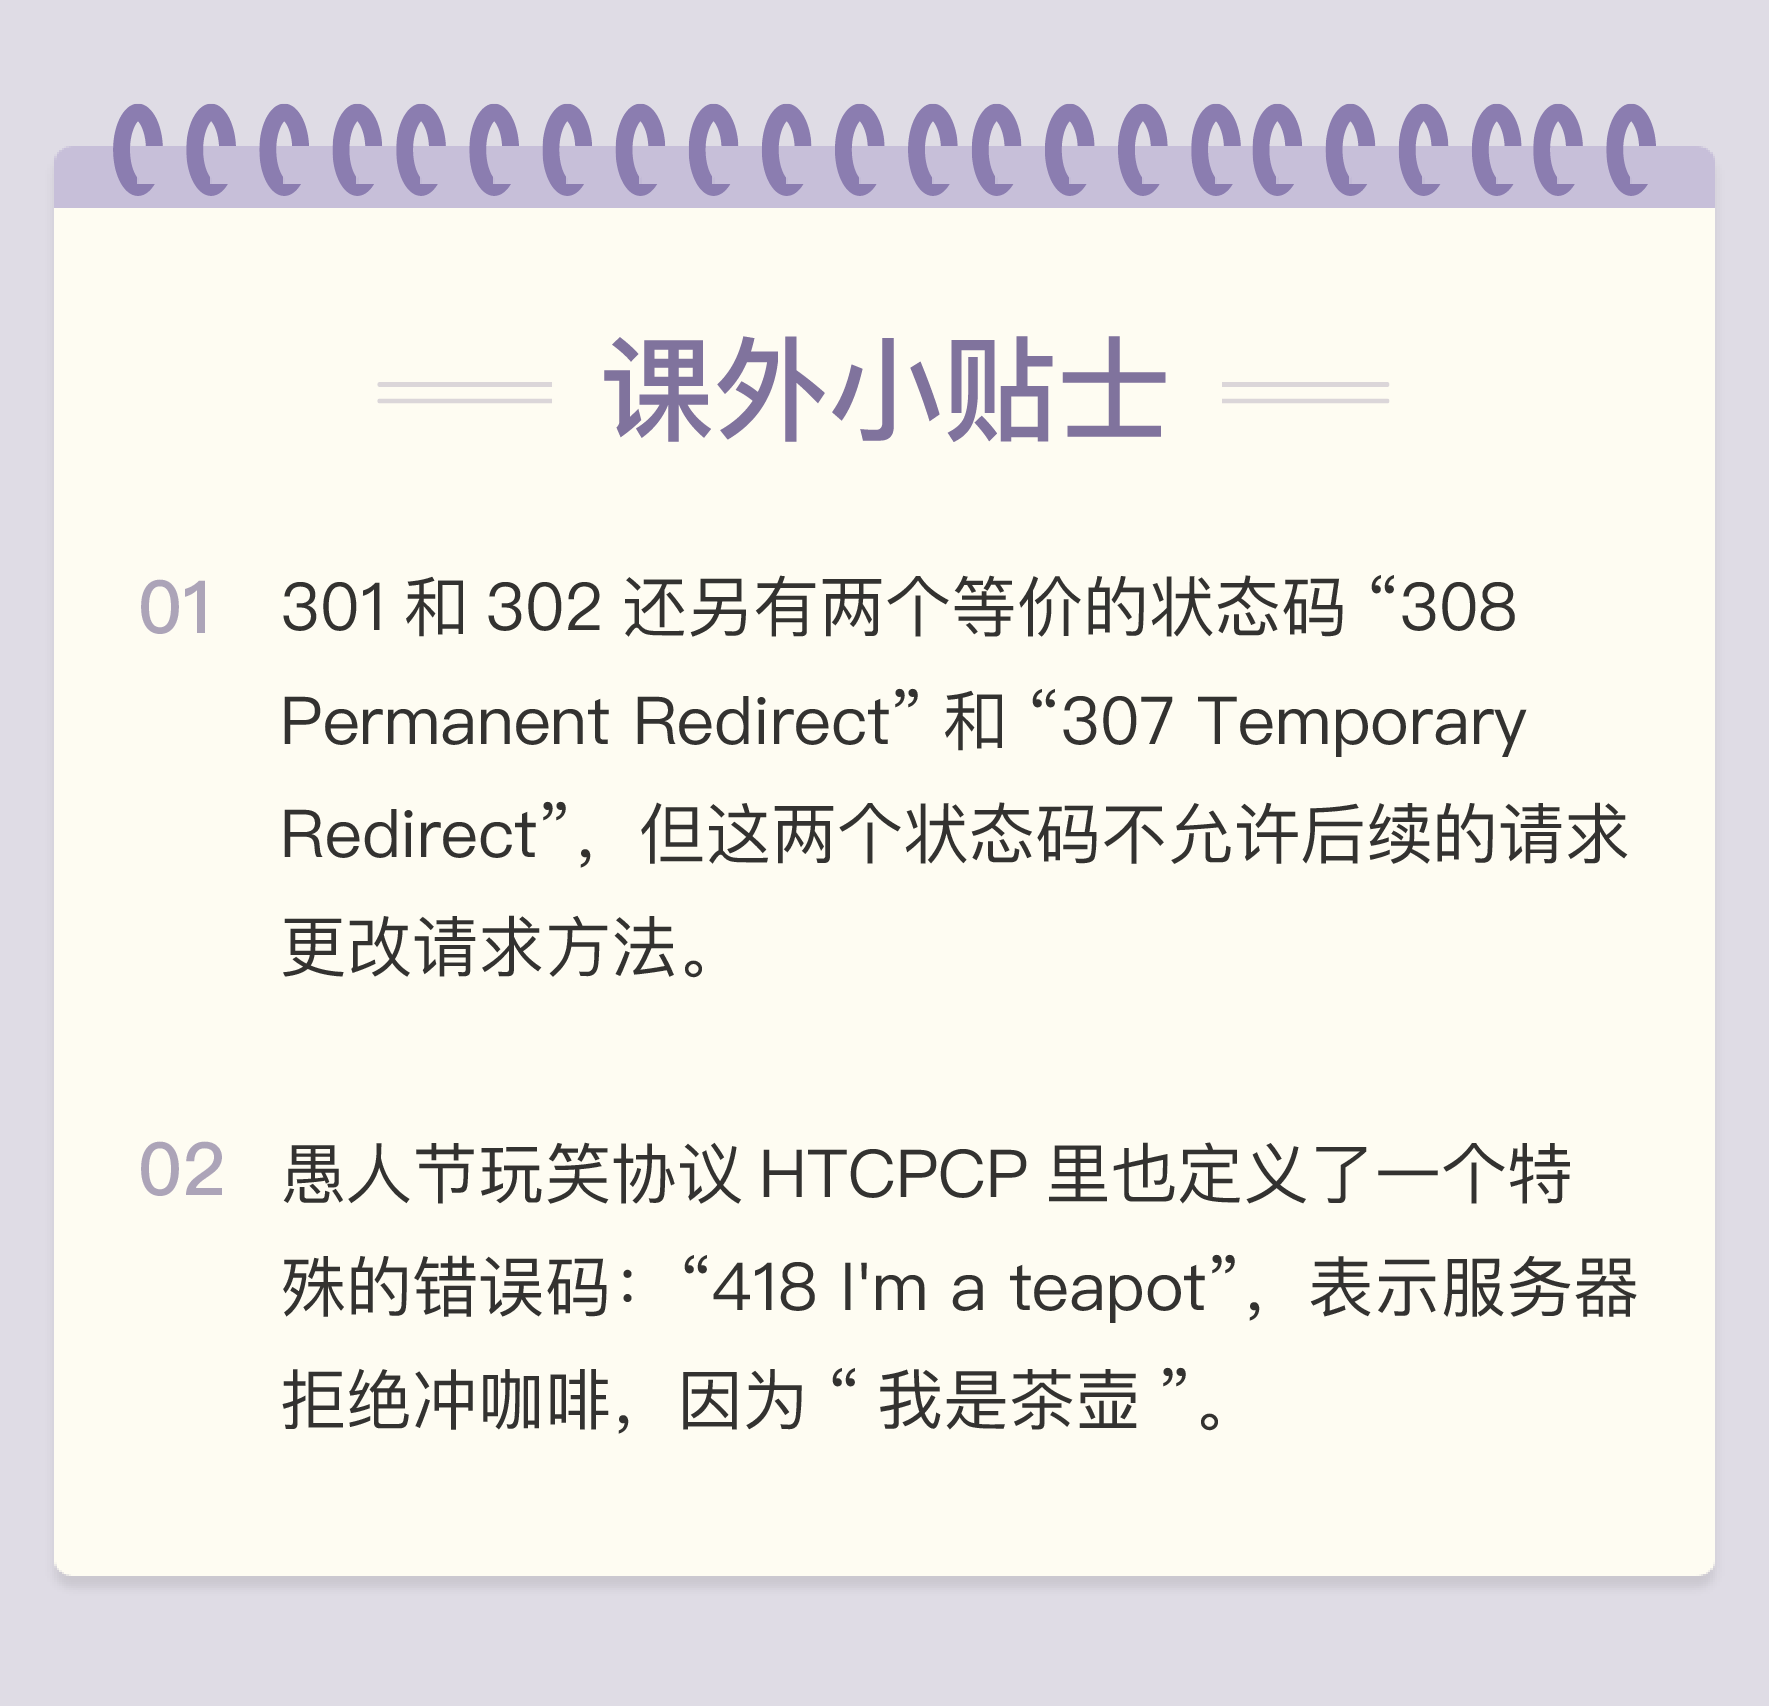 课外小贴士
01 301 和 302 还另有两个等价的状态码 “308
Permanent Redirect” 和 “307 Temporary
Redirect”，但这两个状态码不允许后续的请求
更改请求方法。
02 愚人节玩笑协议 HTCPCP 里也定义了一个特
殊的错误码：“418 I'm a teapot”，表示服务器
拒绝冲咖啡，因为 “ 我是茶壶 ”。